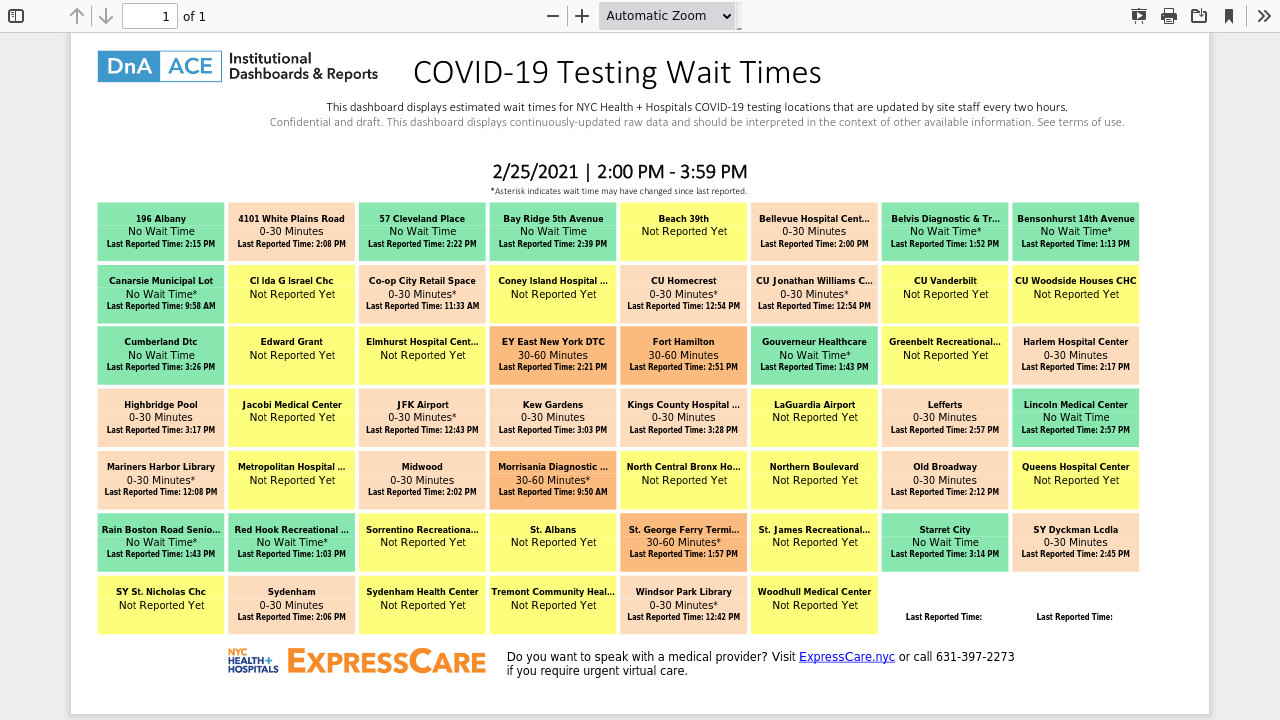 1 of 1 Automatic Zoom
DnA ACE Institutional
Dashboards & Reports
COVID-19 Testing Wait Times
This dashboard displays estimated wait times for NYC Health + Hospitals COVID-19 testing locations that are updated by site staff every two hours.
Confidential and draft. This dashboard displays continuously-updated raw data and should be interpreted in the context of other available information. See terms of use.
2/25/2021 | 2:00 PM - 3:59 PM
*Asterisk indicates wait time may have changed since last reported.
196 Albany
No Wait Time
Last Reported Time: 2:15 PM
4101 White Plains Road
0-30 Minutes
Last Reported Time: 2:08 PM
57 Cleveland Place
No Wait Time
Last Reported Time: 2:22 PM
Bay Ridge 5th Avenue
No Wait Time
Last Reported Time: 2:39 PM
Beach 39th
Not Reported Yet
Bellevue Hospital Cent...
0-30 Minutes
Last Reported Time: 2:00 PM
Belvis Diagnostic & Tr...
No Wait Time*
Last Reported Time: 1:52 PM
Bensonhurst 14th Avenue
No Wait Time*
Last Reported Time: 1:13 PM
Canarsie Municipal Lot
No Wait Time*
Last Reported Time: 9:58 AM
CI Ida G Israel Chc
Not Reported Yet
Co-op City Retail Space
0-30 Minutes*
Last Reported Time: 11:33 AM
Coney Island Hospital ...
Not Reported Yet
CU Homecrest
0-30 Minutes*
Last Reported Time: 12:54 PM
CU Jonathan Williams C...
0-30 Minutes*
Last Reported Time: 12:54 PM
CU Vanderbilt
Not Reported Yet
CU Woodside Houses CHC
Not Reported Yet
Cumberland Dtc
No Wait Time
Last Reported Time: 3:26 PM
Edward Grant
Not Reported Yet
Elmhurst Hospital Cent...
Not Reported Yet
EY East New York DTC
30-60 Minutes
Last Reported Time: 2:21 PM
Fort Hamilton
30-60 Minutes
Last Reported Time: 2:51 PM
Gouverneur Healthcare
No Wait Time*
Last Reported Time: 1:43 PM
Greenbelt Recreational...
Not Reported Yet
Harlem Hospital Center
0-30 Minutes
Last Reported Time: 2:17 PM
Highbridge Pool
0-30 Minutes
Last Reported Time: 3:17 PM
Jacobi Medical Center
Not Reported Yet
JFK Airport
0-30 Minutes*
Last Reported Time: 12:43 PM
Kew Gardens
0-30 Minutes
Last Reported Time: 3:03 PM
Kings County Hospital ...
0-30 Minutes
Last Reported Time: 3:28 PM
LaGuardia Airport
Not Reported Yet
Lefferts
0-30 Minutes
Last Reported Time: 2:57 PM
Lincoln Medical Center
No Wait Time
Last Reported Time: 2:57 PM
Mariners Harbor Library
0-30 Minutes*
Last Reported Time: 12:08 PM
Metropolitan Hospital ...
Not Reported Yet
Midwood
0-30 Minutes
Last Reported Time: 2:02 PM
Morrisania Diagnostic ...
30-60 Minutes*
Last Reported Time: 9:50 AM
North Central Bronx Ho...
Not Reported Yet
Northern Boulevard
Not Reported Yet
Old Broadway
0-30 Minutes
Last Reported Time: 2:12 PM
Queens Hospital Center
Not Reported Yet
Rain Boston Road Senio...
No Wait Time*
Last Reported Time: 1:43 PM
Red Hook Recreational ...
No Wait Time*
Last Reported Time: 1:03 PM
Sorrentino Recreationa...
Not Reported Yet
St. Albans
Not Reported Yet
St. George Ferry Termi...
30-60 Minutes*
Last Reported Time: 1:57 PM
St. James Recreational...
Not Reported Yet
Starret City
No Wait Time
Last Reported Time: 3:14 PM
SY Dyckman Lcdla
0-30 Minutes
Last Reported Time: 2:45 PM
SY St. Nicholas Chc
Not Reported Yet
Sydenham
0-30 Minutes
Last Reported Time: 2:06 PM
Sydenham Health Center
Not Reported Yet
Tremont Community Heal...
Not Reported Yet
Windsor Park Library
0-30 Minutes*
Last Reported Time: 12:42 PM
Woodhull Medical Center
Not Reported Yet
Last Reported Time:
Last Reported Time:
NYC
HEALTH+
HOSPITALS
EXPRESSCARE
Do you want to speak with a medical provider? Visit ExpressCare.nyc or call 631-397-2273
if you require urgent virtual care.